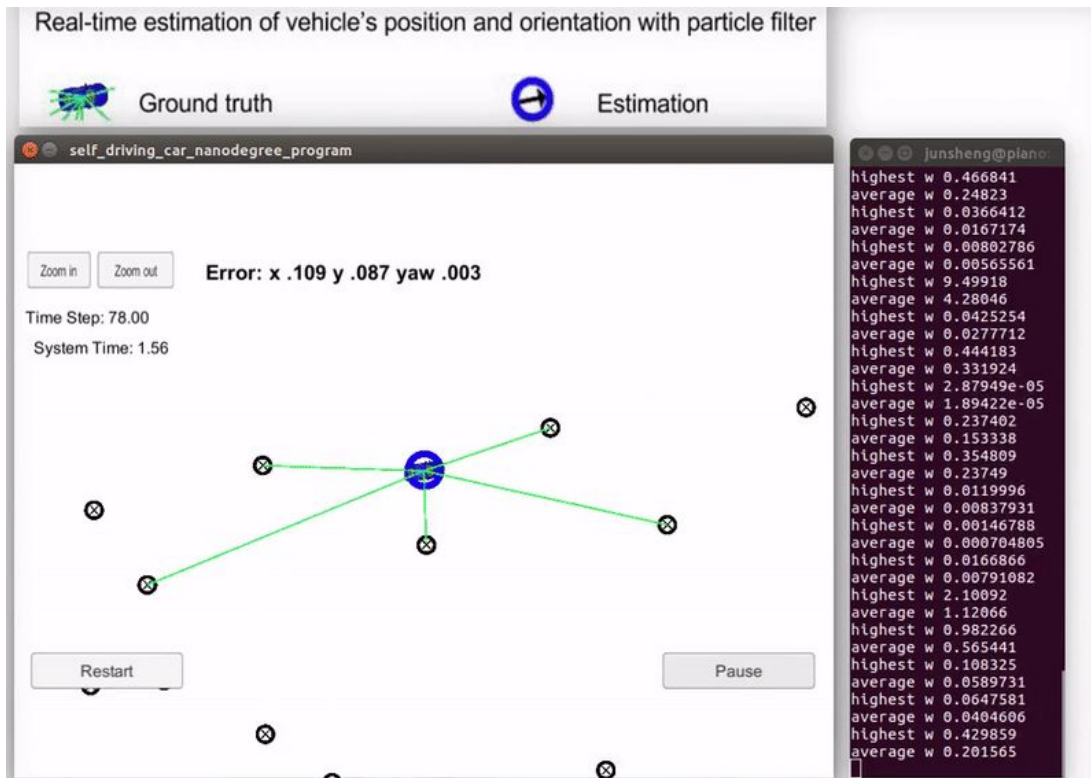 Real-time estimation of vehicle's position and orientation with particle filter
Ground truth
Estimation
self_driving_car_nanodegree_program
Zoom in
Zoom out
Error: x .109 y .087 yaw .003
Time Step: 78.00
System Time: 1.56
Restart
Pause
junsheng@piano:
highest w 0.466841
average w 0.24823
highest w 0.0366412
average w 0.0167174
highest w 0.00802786
average w 0.00565561
highest w 9.49918
average w 4.28046
highest w 0.0425254
average w 0.0277712
highest w 0.444183
average w 0.331924
highest w 2.87949e-05
average w 1.89422e-05
highest w 0.237402
average w 0.153338
highest w 0.354809
average w 0.23749
highest w 0.0119996
average w 0.00837931
highest w 0.00146788
average w 0.000704805
highest w 0.0166866
average w 0.00791082
highest w 2.10092
average w 1.12066
highest w 0.982266
average w 0.565441
highest w 0.108325
average w 0.0589731
highest w 0.0647581
average w 0.0404606
highest w 0.429859
average w 0.201565